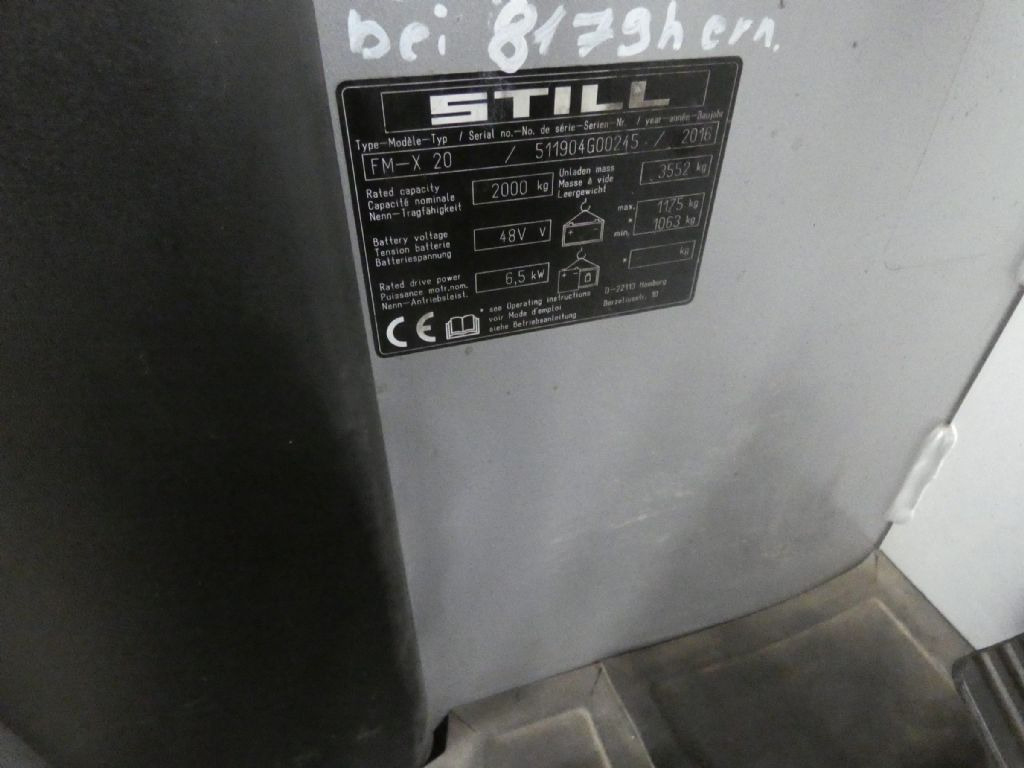 bei 8179h ern.
STILL
Type-Modèle-Typ / Serial no.-No. de série-Serien-Nr. / year-année-Baujahr
FM-X 20 / 511904G00245 / 2016
Rated capacity
Capacité nominale
Nenn-Tragfähigkeit
2000 kg
Unladen mass
Masse à vide
Leergewicht
3552 kg
Battery voltage
Tension batterie
Batteriespannung
48V V
max. 1175 kg
* min. 1063 kg
Rated drive power
Puissance motr.nom.
Nenn-Antriebsleist.
6,5 kW
* kg
CE
* see Operating instructions
voir Mode d'emploi
siehe Betriebsanleitung
D-22113 Hamburg
Berzeliusstr. 10